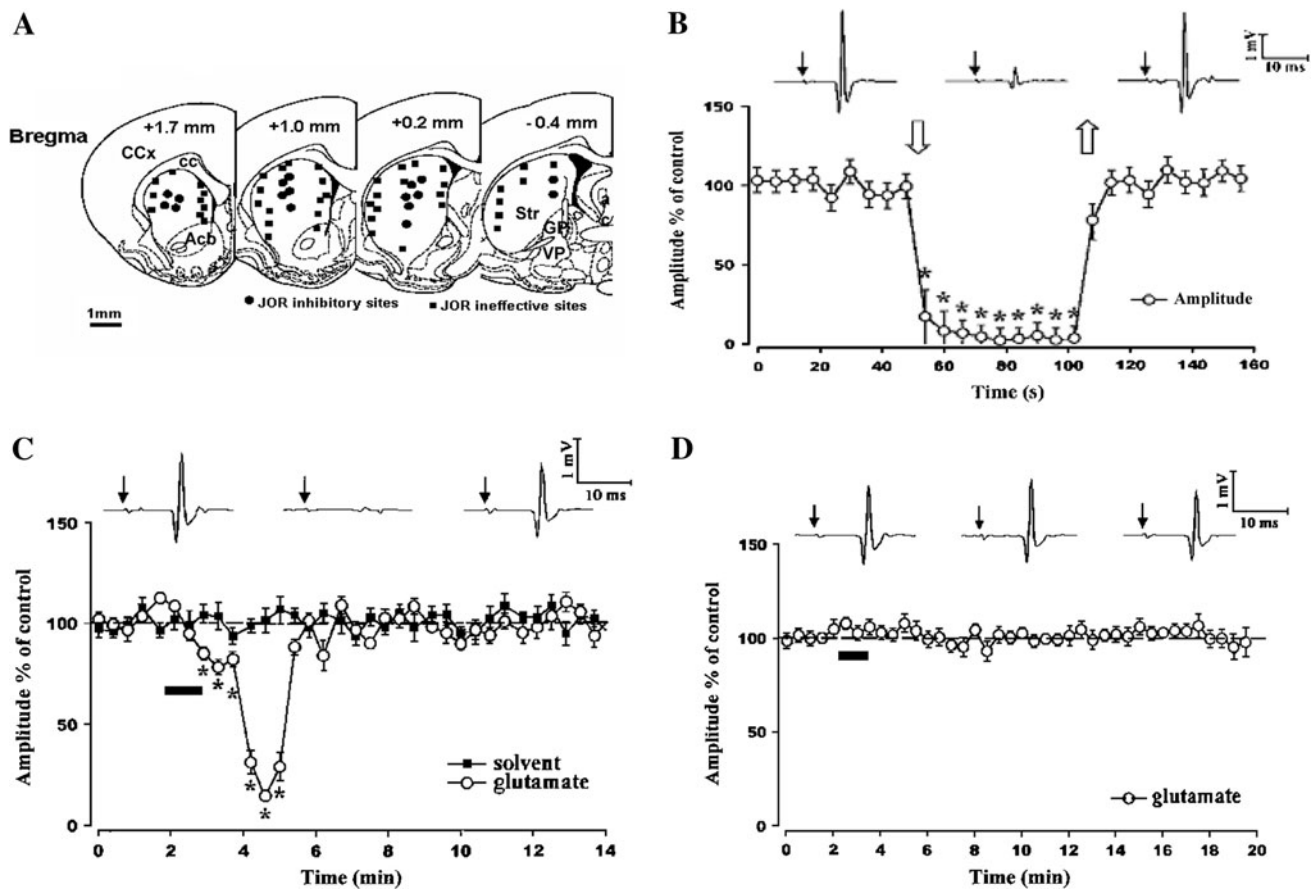 A
Bregma
+1.7 mm
+1.0 mm
+0.2 mm
- 0.4 mm
CCx
cc
Acb
Str
GP
VP
a
c
JOR inhibitory sites
JOR ineffective sites
1mm
B
1 mV
10 ms
Amplitude % of control
150
100
50
0
* * * * * * * * *
Amplitude
0 20 40 60 80 100 120 140 160
Time (s)
C
1 mV
10 ms
Amplitude % of control
150
100
50
0
* * *
* * *
solvent
glutamate
0 2 4 6 8 10 12 14
Time (min)
D
1 mV
10 ms
Amplitude % of control
150
100
50
0
glutamate
0 2 4 6 8 10 12 14 16 18 20
Time (min)